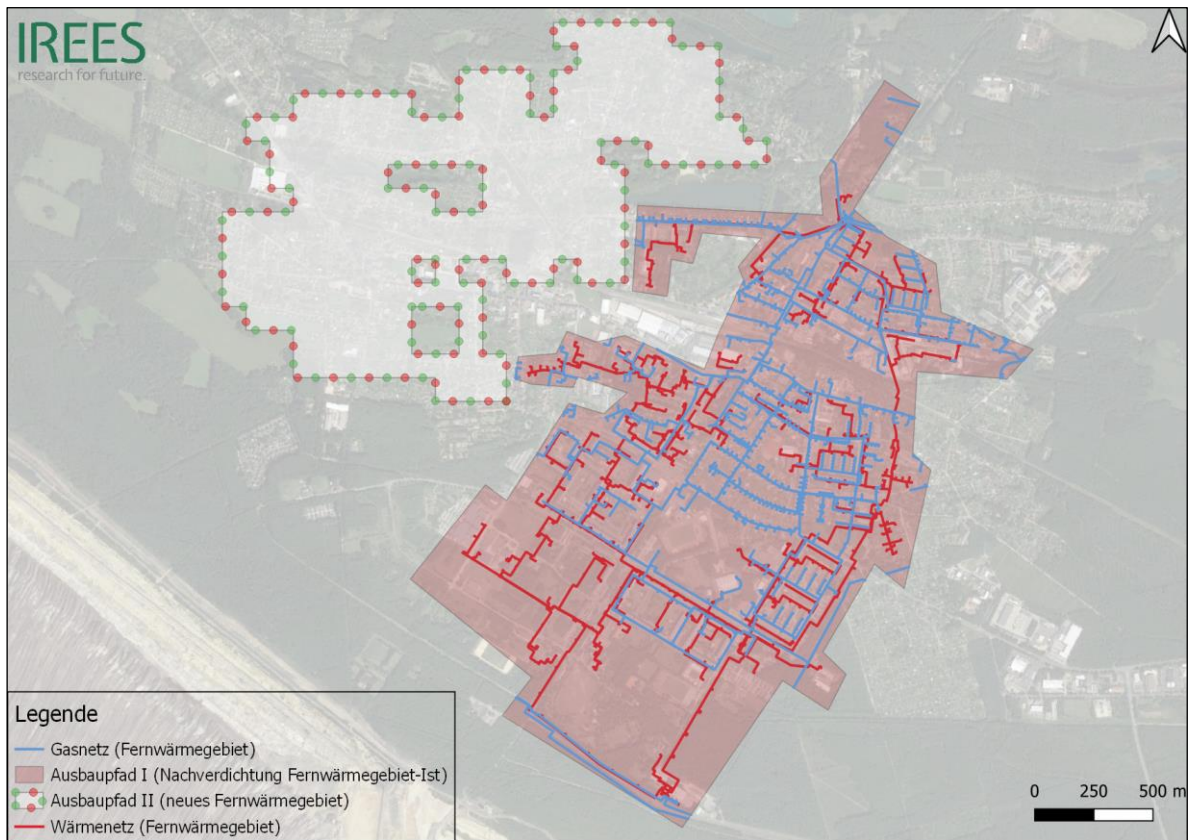 IREES
research for future.
Legende
Gasnetz (Fernwärmegebiet)
Ausbaupfad I (Nachverdichtung Fernwärmegebiet-Ist)
Ausbaupfad II (neues Fernwärmegebiet)
Wärmenetz (Fernwärmegebiet)
0 250 500 m